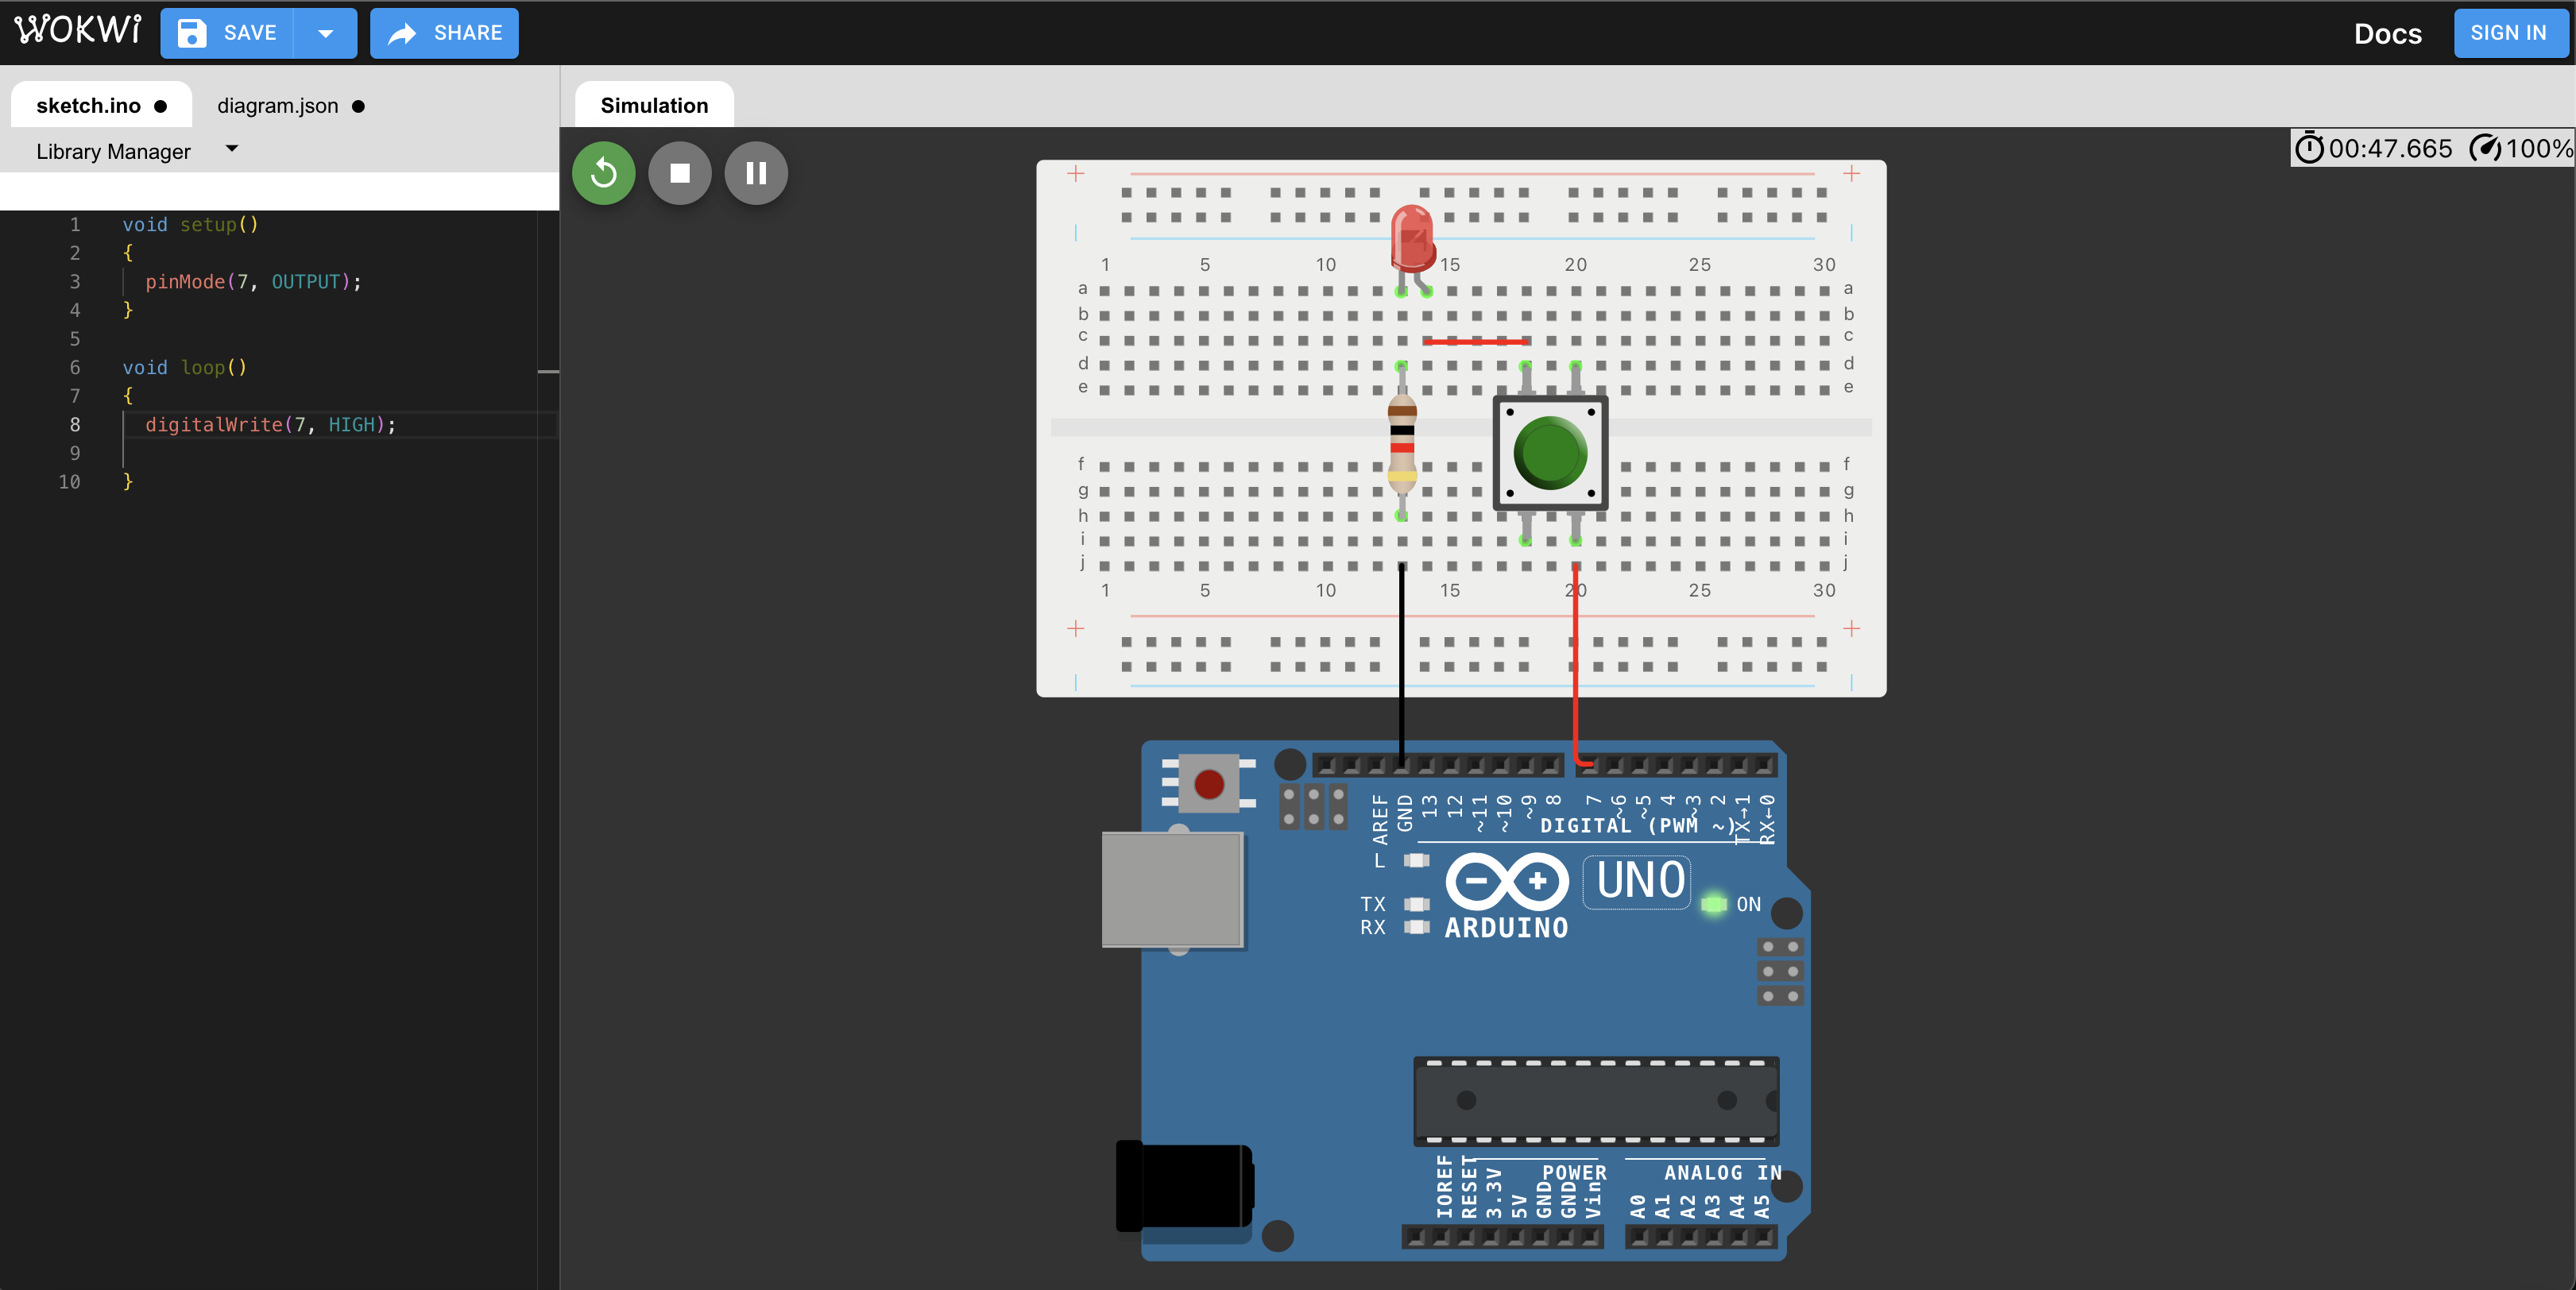 WOKWi SAVE SHARE Docs SIGN IN
sketch.ino diagram.json Simulation
Library Manager
00:47.665 100%
1 void setup()
2 {
3 pinMode(7, OUTPUT);
4 }
5
6 void loop()
7 {
8 digitalWrite(7, HIGH);
9
10 }
1 5 10 15 20 25 30
a a
b b
c c
d d
e e
f f
g g
h h
i i
j j
1 5 10 15 20 25 30
AREF GND 13 12 ~11 ~10 ~9 8 7 ~6 ~5 4 ~3 2 TX→1 RX←0
DIGITAL (PWM ~)
L
UNO
TX ON
RX ARDUINO
POWER ANALOG IN
IOREF RESET 3.3V 5V GND GND Vin A0 A1 A2 A3 A4 A5